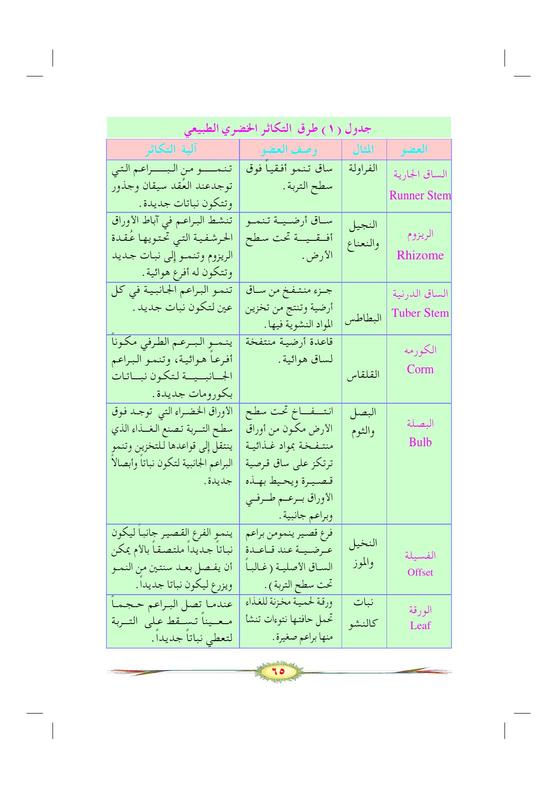 جدول (١) طرق التكاثر الخضري الطبيعي
العضو المثال وصف العضو آلية التكاثر
الساق الجارية
Runner Stem
الفراولة
ساق تنمو أفقياً فوق
سطح التربة .
تنمــو من البــراعم التي
توجدعند العُقد سيقان وجذور
وتتكون نباتات جديدة .
الريزوم
Rhizome
النجيل
والنعناع
ساق أرضية تنمو
أفقـيـة تحت سطح
الأرض .
تنشط البراعم في آباط الأوراق
الحرشفية التي تحتويها عُقدة
الريزوم وتنمو إلى نبات جديد
وتتكون له أفرع هوائية .
الساق الدرنية
Tuber Stem
البطاطس
جزء منتفخ من ساق
أرضية وتنتج من تخزين
المواد النشوية فيها .
تنمو البراعم الجانبية في كل
عين لتكون نبات جديد .
الكورمه
Corm
القلقاس
قاعدة أرضية منتفخة
لساق هوائية .
ينمو البرعم الطرفي مكوناً
أفرعاً هوائية، وتنمو البراعم
الجانبية لتكون نباتات
بكورومات جديدة .
البصلة
Bulb
البصل
والثوم
انتفاخ تحت سطح
الأرض مكون من أوراق
منتفخة بمواد غذائية
ترتكز على ساق قرصية
قصيرة ويحيط بهذه
الأوراق برعم طرفي
وبراعم جانبية .
الأوراق الخضراء التي توجد فوق
سطح التربة تصنع الغذاء الذي
ينتقل إلى قواعدها للتخزين وتنمو
البراعم الجانبية لتكون نباتاً وأبصالاً
جديدة .
الفسيلة
Offset
النخيل
والموز
فرع قصير ينمومن براعم
عرضية عند قاعدة
الساق الأصلية (غالباً
تحت سطح التربة) .
ينمو الفرع القصير جانبياً ليكون
نباتاً جديداً ملتصقاً بالأم يمكن
أن يفصل بعد سنتين من النمو
ويزرع ليكون نباتا جديداً .
الورقة
Leaf
نبات
كالنشو
ورقة لحمية مخزنة للغذاء
تحمل حافتها نتوءات تنشأ
منها براعم صغيرة .
عندما تصل البراعم حجماً
معيناً تسقط على التربة
لتعطي نباتاً جديداً .
٦٥